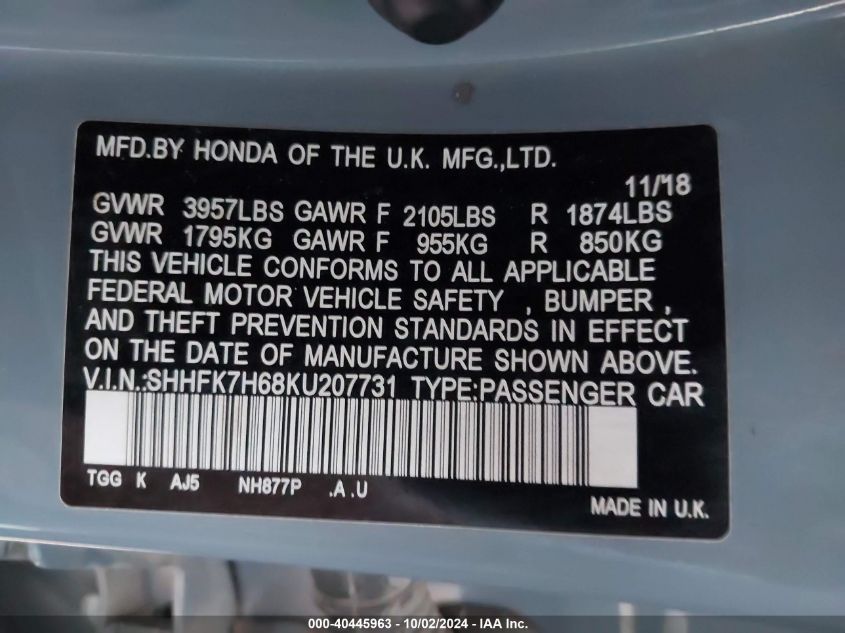 MFD.BY HONDA OF THE U.K. MFG.,LTD.
11/18
GVWR 3957LBS GAWR F 2105LBS R 1874LBS
GVWR 1795KG GAWR F 955KG R 850KG
THIS VEHICLE CONFORMS TO ALL APPLICABLE
FEDERAL MOTOR VEHICLE SAFETY , BUMPER ,
AND THEFT PREVENTION STANDARDS IN EFFECT
ON THE DATE OF MANUFACTURE SHOWN ABOVE.
V.I.N.:SHHFK7H68KU207731 TYPE:PASSENGER CAR
TGG K AJ5 NH877P .A .U
MADE IN U.K.
000-40445963 - 10/02/2024 - IAA Inc.